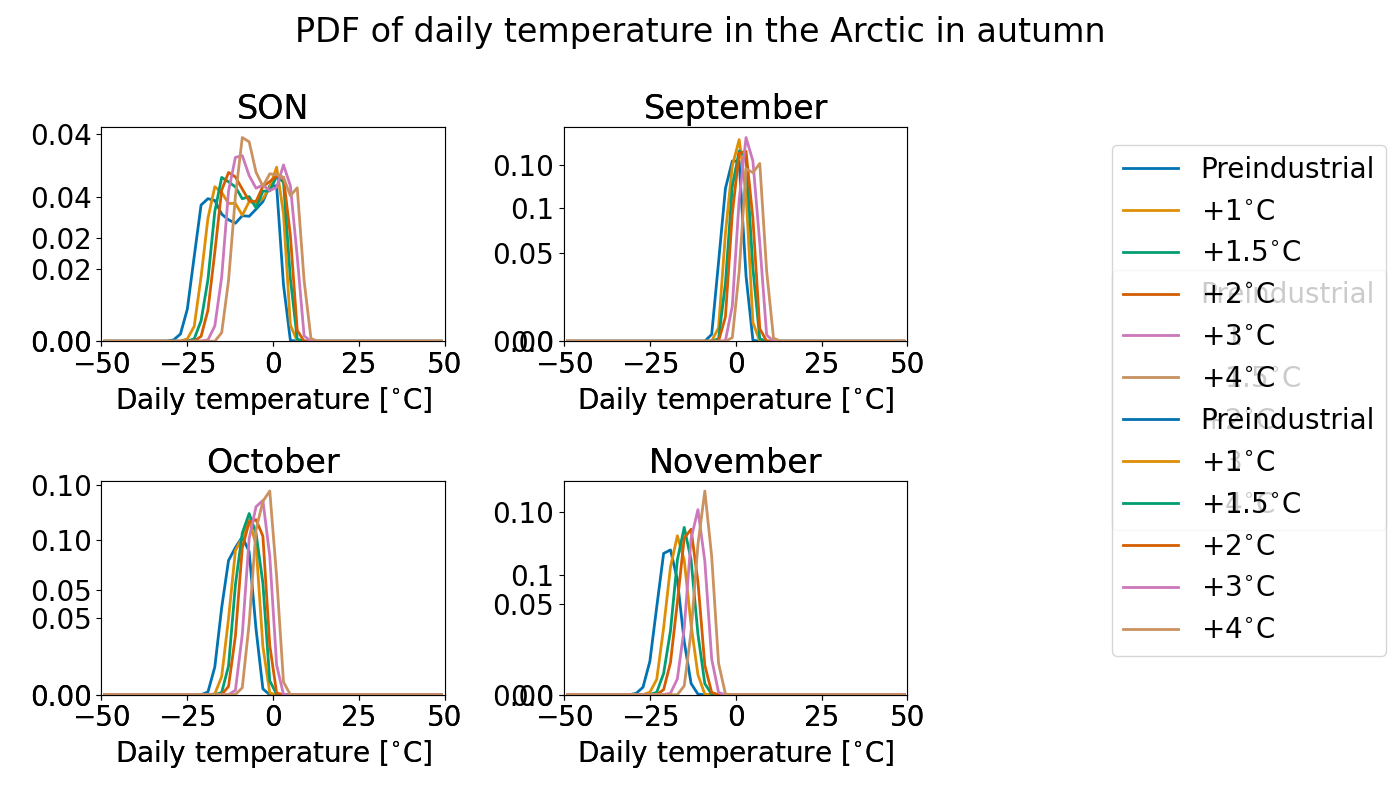 PDF of daily temperature in the Arctic in autumn
SON
0.04
0.04
0.02
0.02
0.00
−50 −25 0 25 50
Daily temperature [°C]
September
0.10
0.1
0.05
−50 −25 0 25 50
Daily temperature [°C]
October
0.10
0.10
0.05
0.05
0.00
−50 −25 0 25 50
Daily temperature [°C]
November
0.10
0.1
0.05
−50 −25 0 25 50
Daily temperature [°C]
Preindustrial
+1°C
+1.5°C
+2°C
+3°C
+4°C
Preindustrial
+1°C
+1.5°C
+2°C
+3°C
+4°C